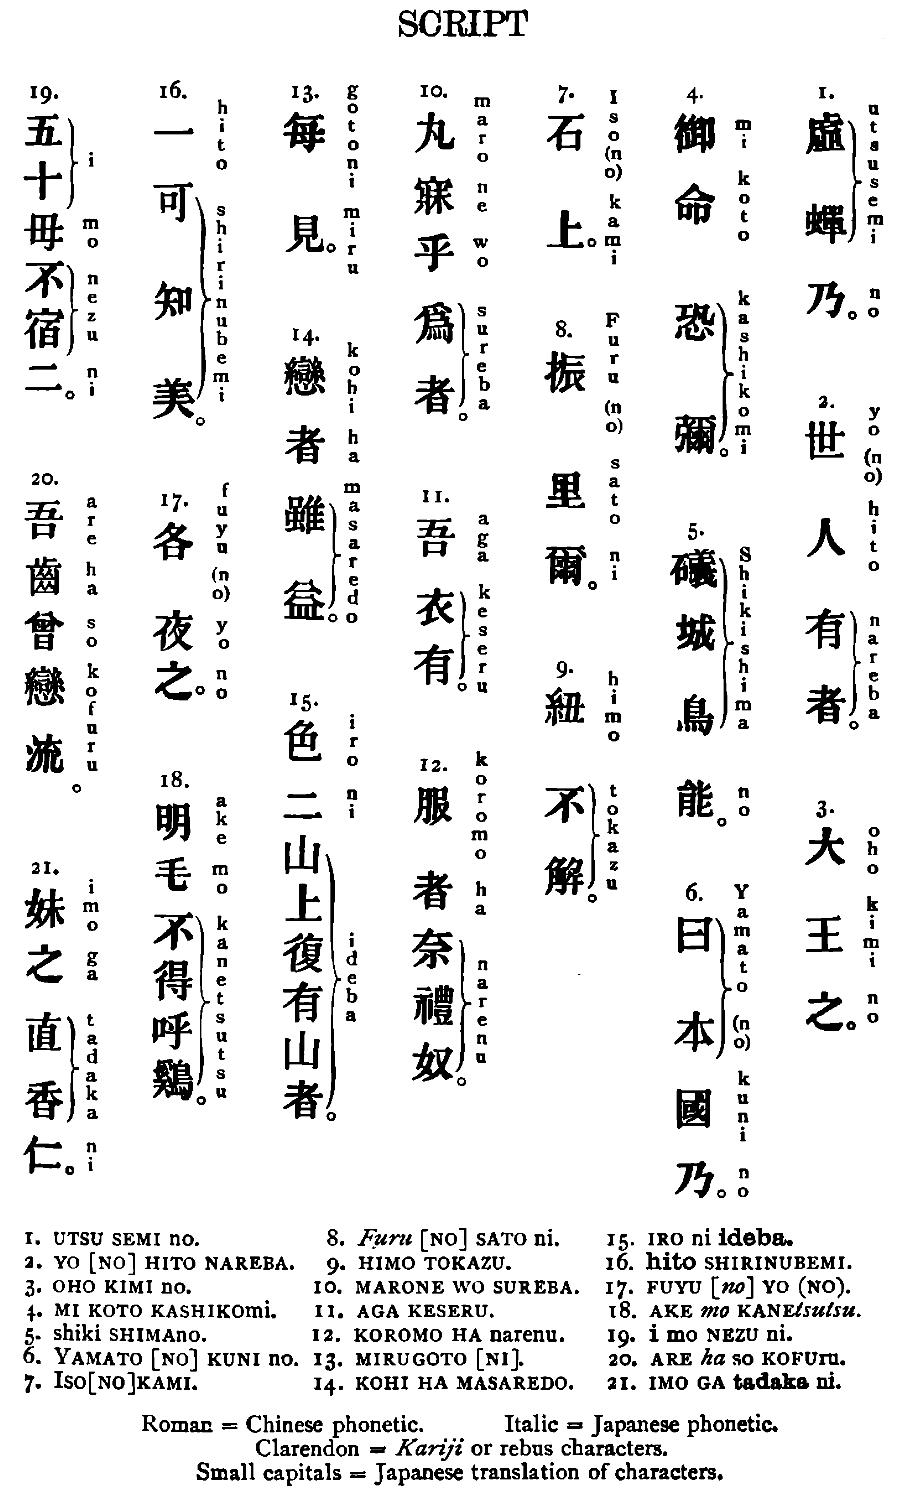 SCRIPT
1. 虛蟬乃。
utsusemi no
2. 世人有者。
yo (no) hito nareba
3. 大王之。
oho kimi no
4. 御命恐彌。
mi koto kashikomi
5. 礒城鳥能。
Shikishima no
6. 日本國乃。
Yamato (no) kuni no
7. 石上。
Iso (no) kami
8. 振里爾。
Furu (no) sato ni
9. 紐不解。
himo tokazu
10. 丸寐乎爲者。
maro ne wo sureba
11. 吾衣有。
aga keseru
12. 服者奈禮奴。
koromo ha narenu
13. 每見。
gotoni miru
14. 戀者雖益。
kohi ha masaredo
15. 色二山上復有山者。
iro ni ideba
16. 一可知美。
hito shirinubemi
17. 各夜之。
fuyu (no) yo no
18. 明毛不得呼鷄。
ake mo kanetsutsu
19. 五十毋不宿二。
i mo nezu ni
20. 吾齒曾戀流。
are ha so kofuru
21. 妹之直香仁。
imo ga tadaka ni
1. UTSU SEMI no.
2. YO [NO] HITO NAREBA.
3. OHO KIMI no.
4. MI KOTO KASHIKOmi.
5. shiki SHIMAno.
6. YAMATO [NO] KUNI no.
7. ISO[NO]KAMI.
8. Furu [NO] SATO ni.
9. HIMO TOKAZU.
10. MARONE WO SUREBA.
11. AGA KESERU.
12. KOROMO HA narenu.
13. MIRUGOTO [NI].
14. KOHI HA MASAREDO.
15. IRO ni ideba.
16. hito SHIRINUBEMI.
17. FUYU [no] YO (NO).
18. AKE mo KANEtsutsu.
19. i mo NEZU ni.
20. ARE ha so KOFUru.
21. IMO GA tadaka ni.
Roman = Chinese phonetic. Italic = Japanese phonetic.
Clarendon = Kariji or rebus characters.
Small capitals = Japanese translation of characters.